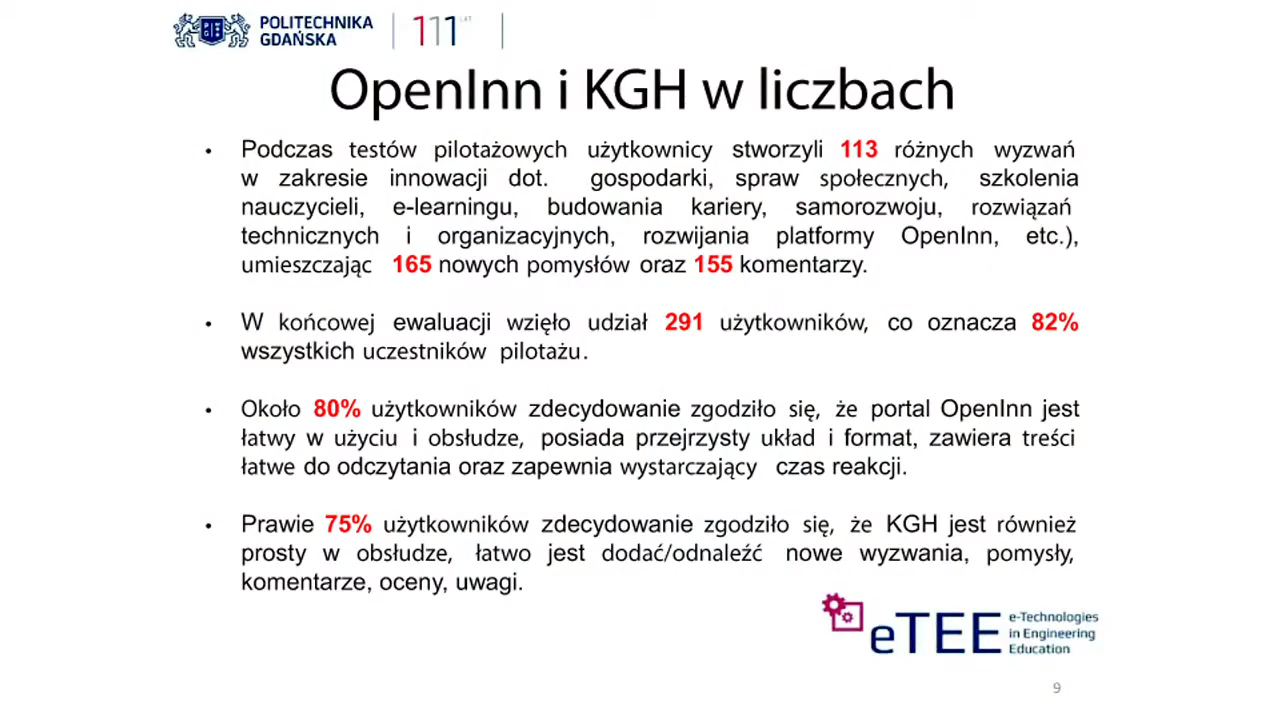 POLITECHNIKA
GDAŃSKA
111 LAT
OpenInn i KGH w liczbach
• Podczas testów pilotażowych użytkownicy stworzyli 113 różnych wyzwań
w zakresie innowacji dot. gospodarki, spraw społecznych, szkolenia
nauczycieli, e-learningu, budowania kariery, samorozwoju, rozwiązań
technicznych i organizacyjnych, rozwijania platformy OpenInn, etc.),
umieszczając 165 nowych pomysłów oraz 155 komentarzy.
• W końcowej ewaluacji wzięło udział 291 użytkowników, co oznacza 82%
wszystkich uczestników pilotażu.
• Około 80% użytkowników zdecydowanie zgodziło się, że portal OpenInn jest
łatwy w użyciu i obsłudze, posiada przejrzysty układ i format, zawiera treści
łatwe do odczytania oraz zapewnia wystarczający czas reakcji.
• Prawie 75% użytkowników zdecydowanie zgodziło się, że KGH jest również
prosty w obsłudze, łatwo jest dodać/odnaleźć nowe wyzwania, pomysły,
komentarze, oceny, uwagi.
eTEE
e-Technologies
in Engineering
Education
9